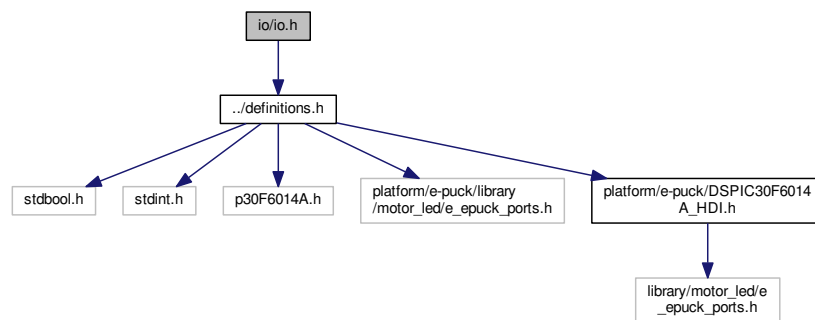 io/io.h
../definitions.h
stdbool.h
stdint.h
p30F6014A.h
platform/e-puck/library
/motor_led/e_epuck_ports.h
platform/e-puck/DSPIC30F6014
A_HDI.h
library/motor_led/e
_epuck_ports.h